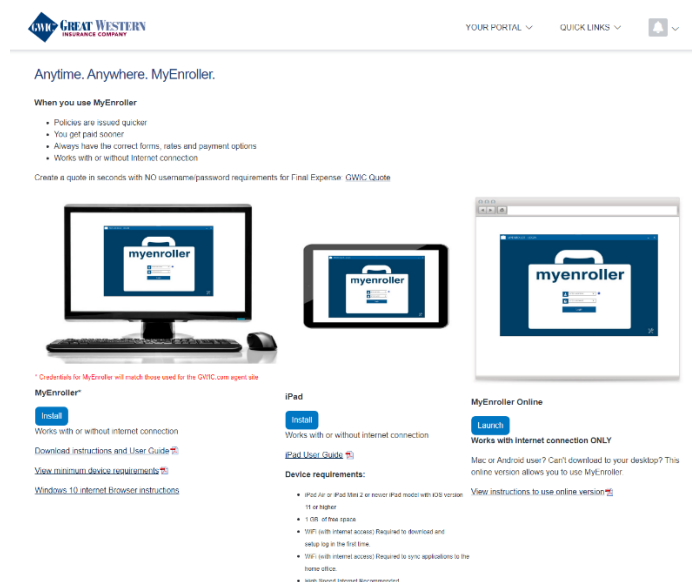 GWIC GREAT WESTERN
INSURANCE COMPANY
YOUR PORTAL
QUICK LINKS
Anytime. Anywhere. MyEnroller.
When you use MyEnroller
Policies are issued quicker
You get paid sooner
Always have the correct forms, rates and payment options
Works with or without Internet connection
Create a quote in seconds with NO username/password requirements for Final Expense: GWIC Quote
myenroller
myenroller
myenroller
* Credentials for MyEnroller will match those used for the GWIC.com agent site
MyEnroller*
Install
Works with or without internet connection
Download instructions and User Guide
View minimum device requirements
Windows 10 internet Browser instructions
iPad
Install
Works with or without internet connection
iPad User Guide
Device requirements:
iPad Air or iPad Mini 2 or newer iPad model with iOS version
11 or higher
1 GB of free space
WiFi (with internet access) Required to download and
setup log in the first time.
WiFi (with internet access) Required to sync applications to the
home office.
High Speed Internet Recommended
MyEnroller Online
Launch
Works with internet connection ONLY
Mac or Android user? Can't download to your desktop? This
online version allows you to use MyEnroller.
View instructions to use online version